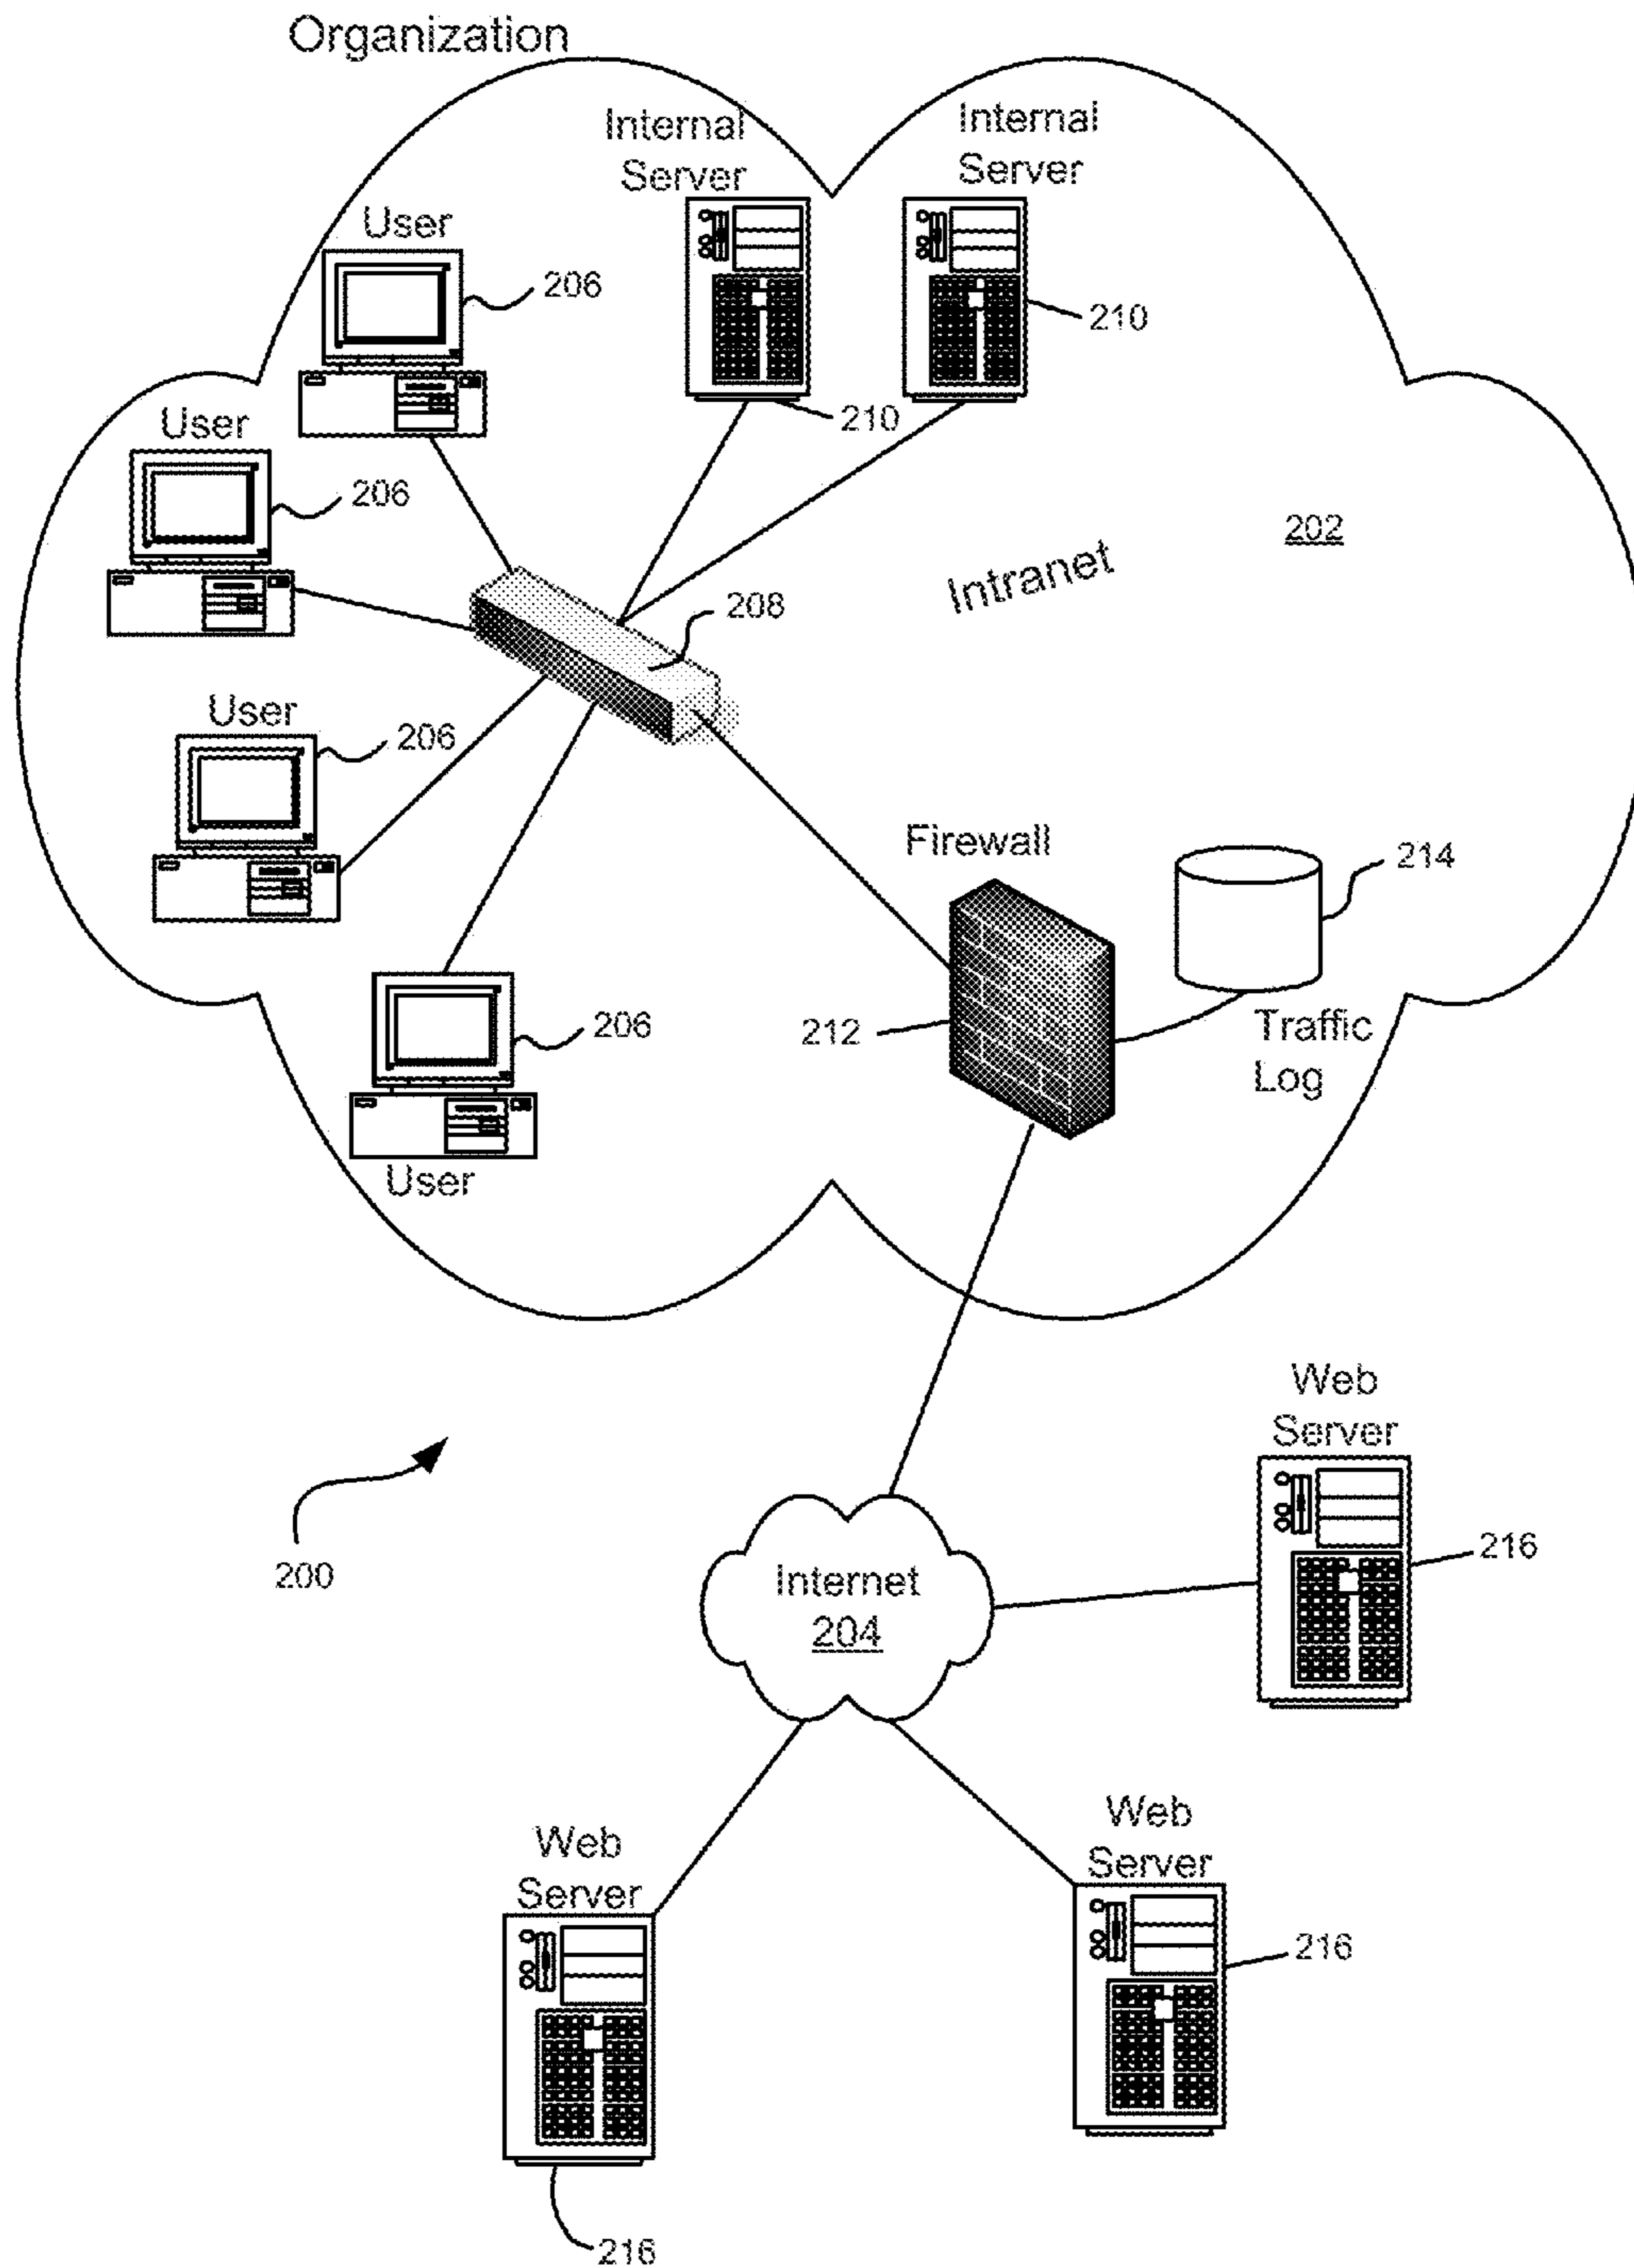 Organization
Internal
Server
Internal
Server
User
206
210
210
User
206
202
Intranet
208
User
206
Firewall
214
212
Traffic
Log
206
User
Web
Server
200
216
Internet
204
Web
Server
Web
Server
216
216